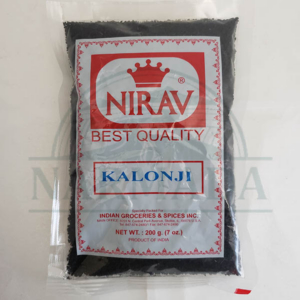 NIRAV®
BEST QUALITY
KALONJI
INDIAN GROCERIES & SPICES INC.
NET WT.: 200 g. (7 oz.)
PRODUCT OF INDIA